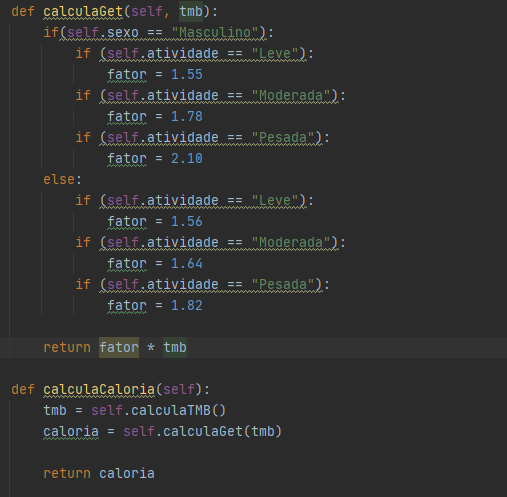 def calculaGet(self, tmb):
    if(self.sexo == "Masculino"):
        if (self.atividade == "Leve"):
            fator = 1.55
        if (self.atividade == "Moderada"):
            fator = 1.78
        if (self.atividade == "Pesada"):
            fator = 2.10
    else:
        if (self.atividade == "Leve"):
            fator = 1.56
        if (self.atividade == "Moderada"):
            fator = 1.64
        if (self.atividade == "Pesada"):
            fator = 1.82

    return fator * tmb

def calculaCaloria(self):
    tmb = self.calculaTMB()
    caloria = self.calculaGet(tmb)

    return caloria